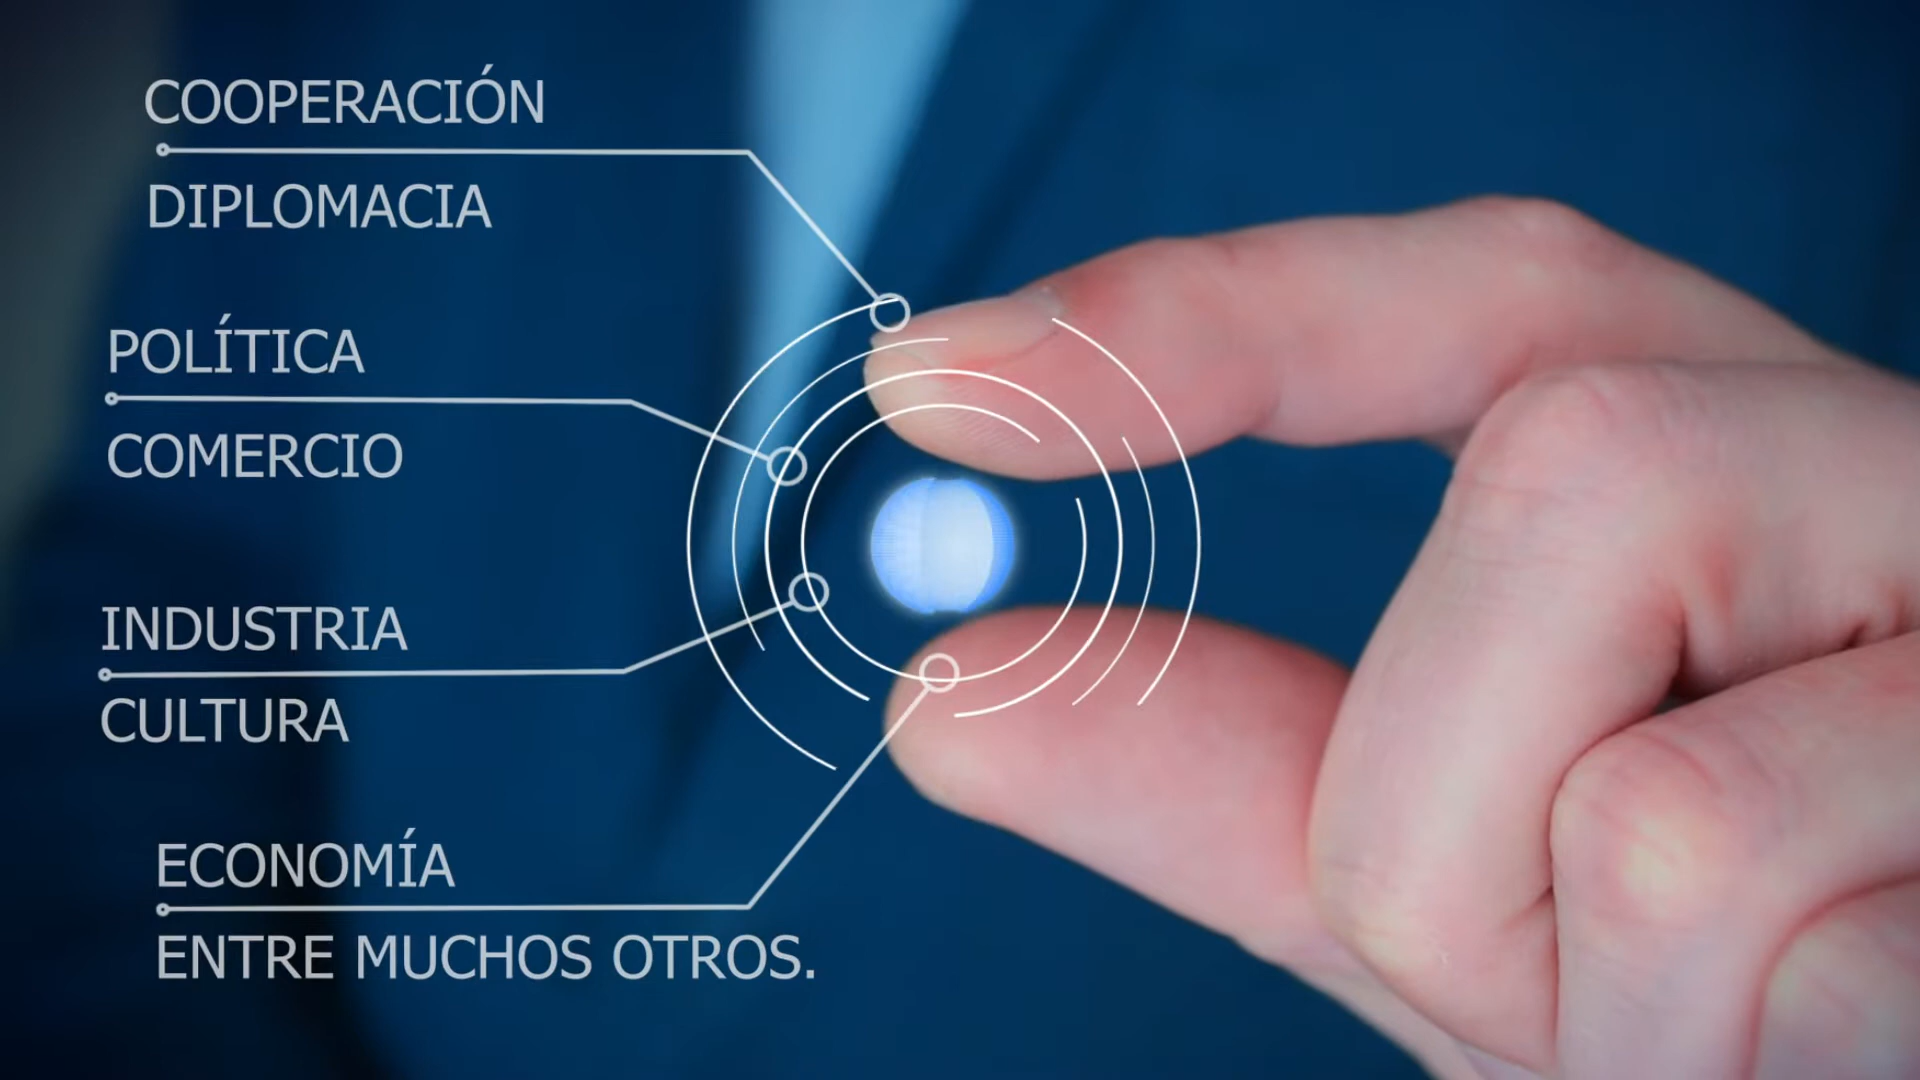 COOPERACIÓN
DIPLOMACIA
POLÍTICA
COMERCIO
INDUSTRIA
CULTURA
ECONOMÍA
ENTRE MUCHOS OTROS.